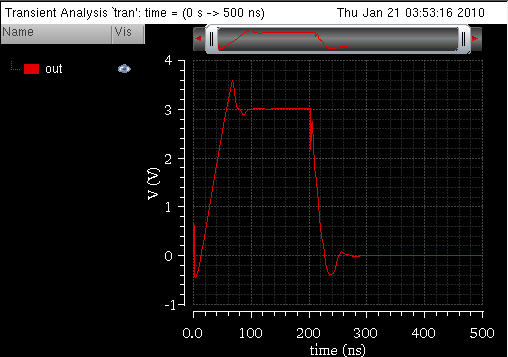 Transient Analysis `tran': time = (0 s -> 500 ns) Thu Jan 21 03:53:16 2010
Name Vis
out
4
3
2
1
0
-1
V (V)
0.0 100 200 300 400 500
time (ns)